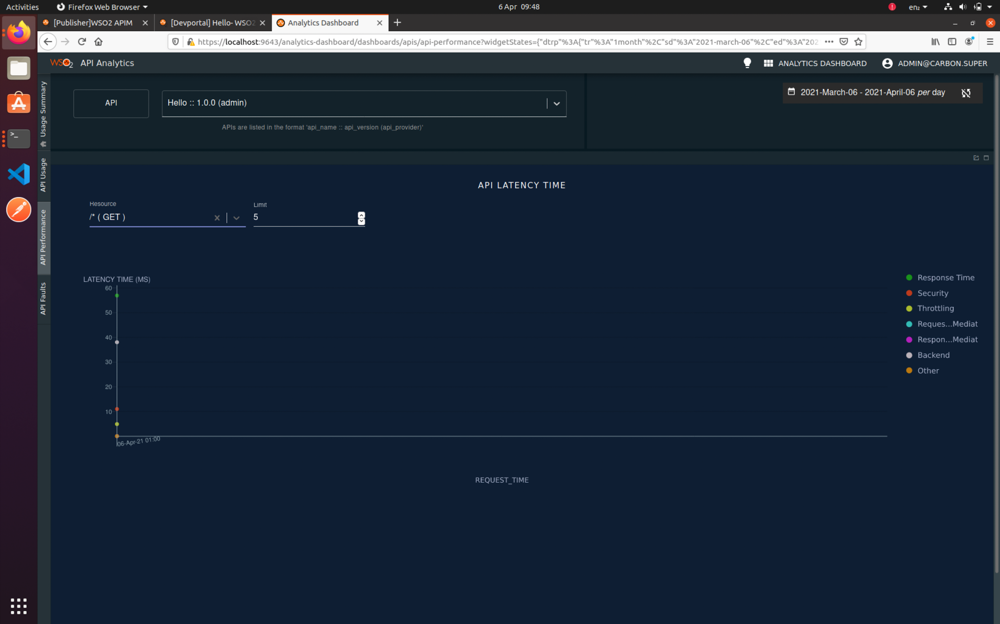 Activities
Firefox Web Browser
6 Apr 09:48
en₂
[Publisher]WSO2 APIM
[Devportal] Hello- WSO2
Analytics Dashboard
https://localhost:9643/analytics-dashboard/dashboards/apis/api-performance?widgetStates={"dtrp"%3A{"tr"%3A"1month"%2C"sd"%3A"2021-march-06"%2C"ed"%3A"202
WSO2 API Analytics
ANALYTICS DASHBOARD
ADMIN@CARBON.SUPER
Usage Summary
API Usage
API Performance
API Faults
API
Hello :: 1.0.0 (admin)
APIs are listed in the format 'api_name :: api_version (api_provider)'
2021-March-06 - 2021-April-06 per day
API LATENCY TIME
Resource
/* ( GET )
Limit
5
LATENCY TIME (MS)
60
50
40
30
20
10
06-Apr-21 01:00
REQUEST_TIME
Response Time
Security
Throttling
Reques...Mediat
Respon...Mediat
Backend
Other